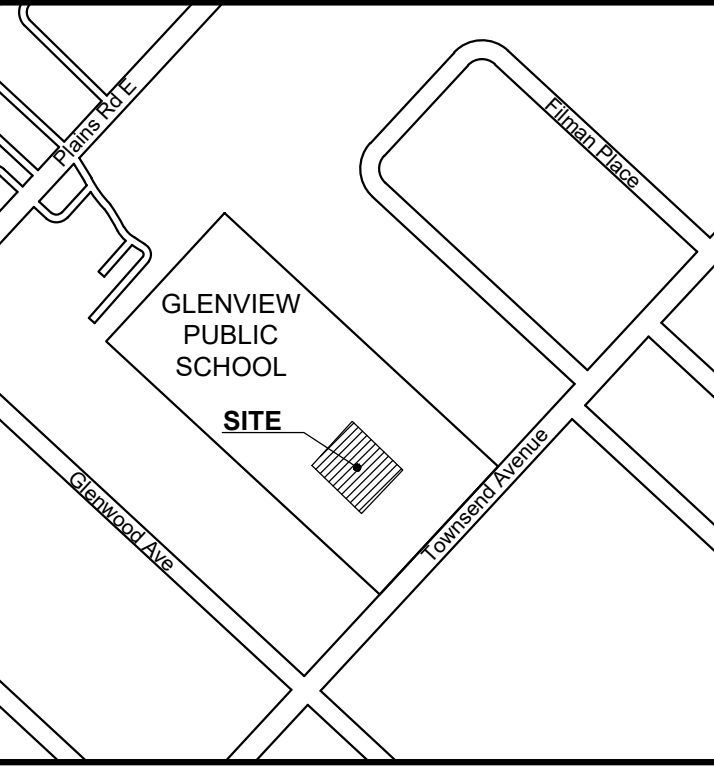 Plains Rd E
Filman Place
GLENVIEW
PUBLIC
SCHOOL
SITE
Townsend Avenue
Glenwood Ave